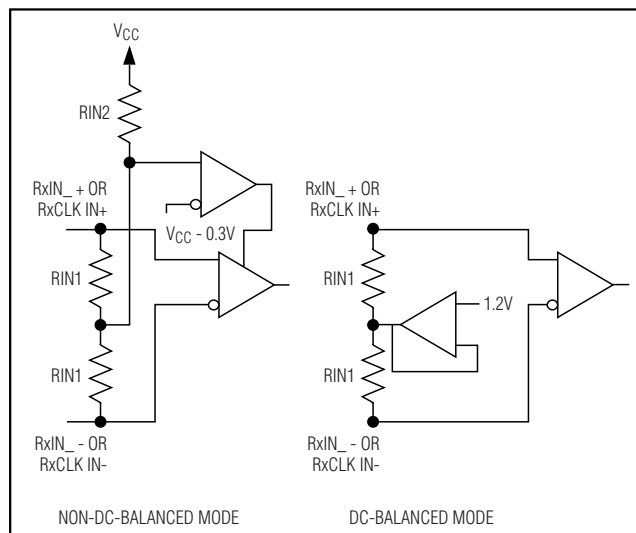 VCC
RIN2
RxIN_ + OR
RxCLK IN+
VCC - 0.3V
RIN1
RIN1
RxIN_ - OR
RxCLK IN-
NON-DC-BALANCED MODE
RxIN_ + OR
RxCLK IN+
RIN1
1.2V
RIN1
RxIN_ - OR
RxCLK IN-
DC-BALANCED MODE